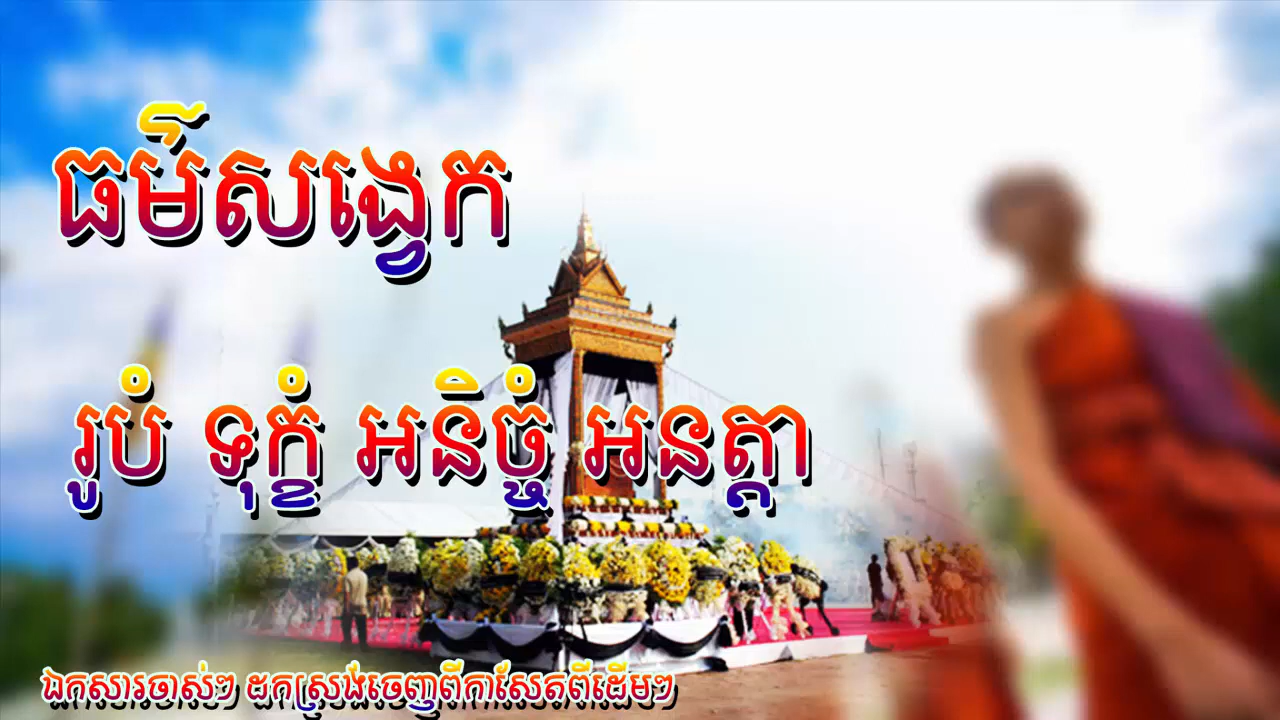 ធម៌សង្វេក
រូបំ ទុក្ខំ អនិច្ចំ អនត្តា
ឯកសារចាស់ៗ ដកស្រង់ចេញពីកាសែតពីដើមៗ